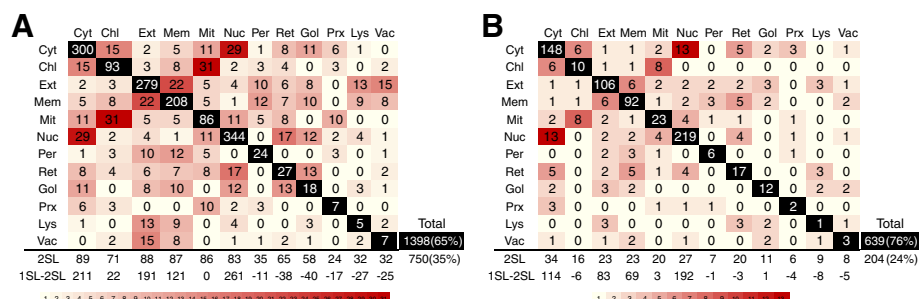 A
Cyt Chl Ext Mem Mit Nuc Per Ret Gol Prx Lys Vac
Cyt 300 15 2 5 11 29 1 8 11 6 1 0
Chl 15 93 3 8 31 2 3 4 0 3 0 2
Ext 2 3 279 22 5 4 10 6 8 0 13 15
Mem 5 8 22 208 5 1 12 7 10 0 9 8
Mit 11 31 5 5 86 11 5 8 0 10 0 0
Nuc 29 2 4 1 11 344 0 17 12 2 4 1
Per 1 3 10 12 5 0 24 0 0 3 0 1
Ret 8 4 6 7 8 17 0 27 13 0 0 2
Gol 11 0 8 10 0 12 0 13 18 0 3 1
Prx 6 3 0 0 10 2 3 0 0 7 0 0
Lys 1 0 13 9 0 4 0 0 3 0 5 2 Total
Vac 0 2 15 8 0 1 1 2 1 0 2 7 1398(65%)
2SL 89 71 88 87 86 83 35 65 58 24 32 32 750(35%)
1SL-2SL 211 22 191 121 0 261 -11 -38 -40 -17 -27 -25
B
Cyt Chl Ext Mem Mit Nuc Per Ret Gol Prx Lys Vac
Cyt 148 6 1 1 2 13 0 5 2 3 0 1
Chl 6 10 1 1 8 0 0 0 0 0 0 0
Ext 1 1 106 6 2 2 2 2 3 0 3 1
Mem 1 1 6 92 1 2 3 5 2 0 0 2
Mit 2 8 2 1 23 4 1 1 0 1 0 0
Nuc 13 0 2 2 4 219 0 4 0 1 0 1
Per 0 0 2 3 1 0 6 0 0 1 0 0
Ret 5 0 2 5 1 4 0 17 0 0 3 0
Gol 2 0 3 2 0 0 0 0 12 0 2 2
Prx 3 0 0 0 1 1 1 0 0 2 0 0
Lys 0 0 3 0 0 0 0 3 2 0 1 1 Total
Vac 1 0 1 2 0 1 0 0 2 0 1 3 639(76%)
2SL 34 16 23 23 20 27 7 20 11 6 9 8 204 (24%)
1SL-2SL 114 -6 83 69 3 192 -1 -3 1 -4 -8 -5